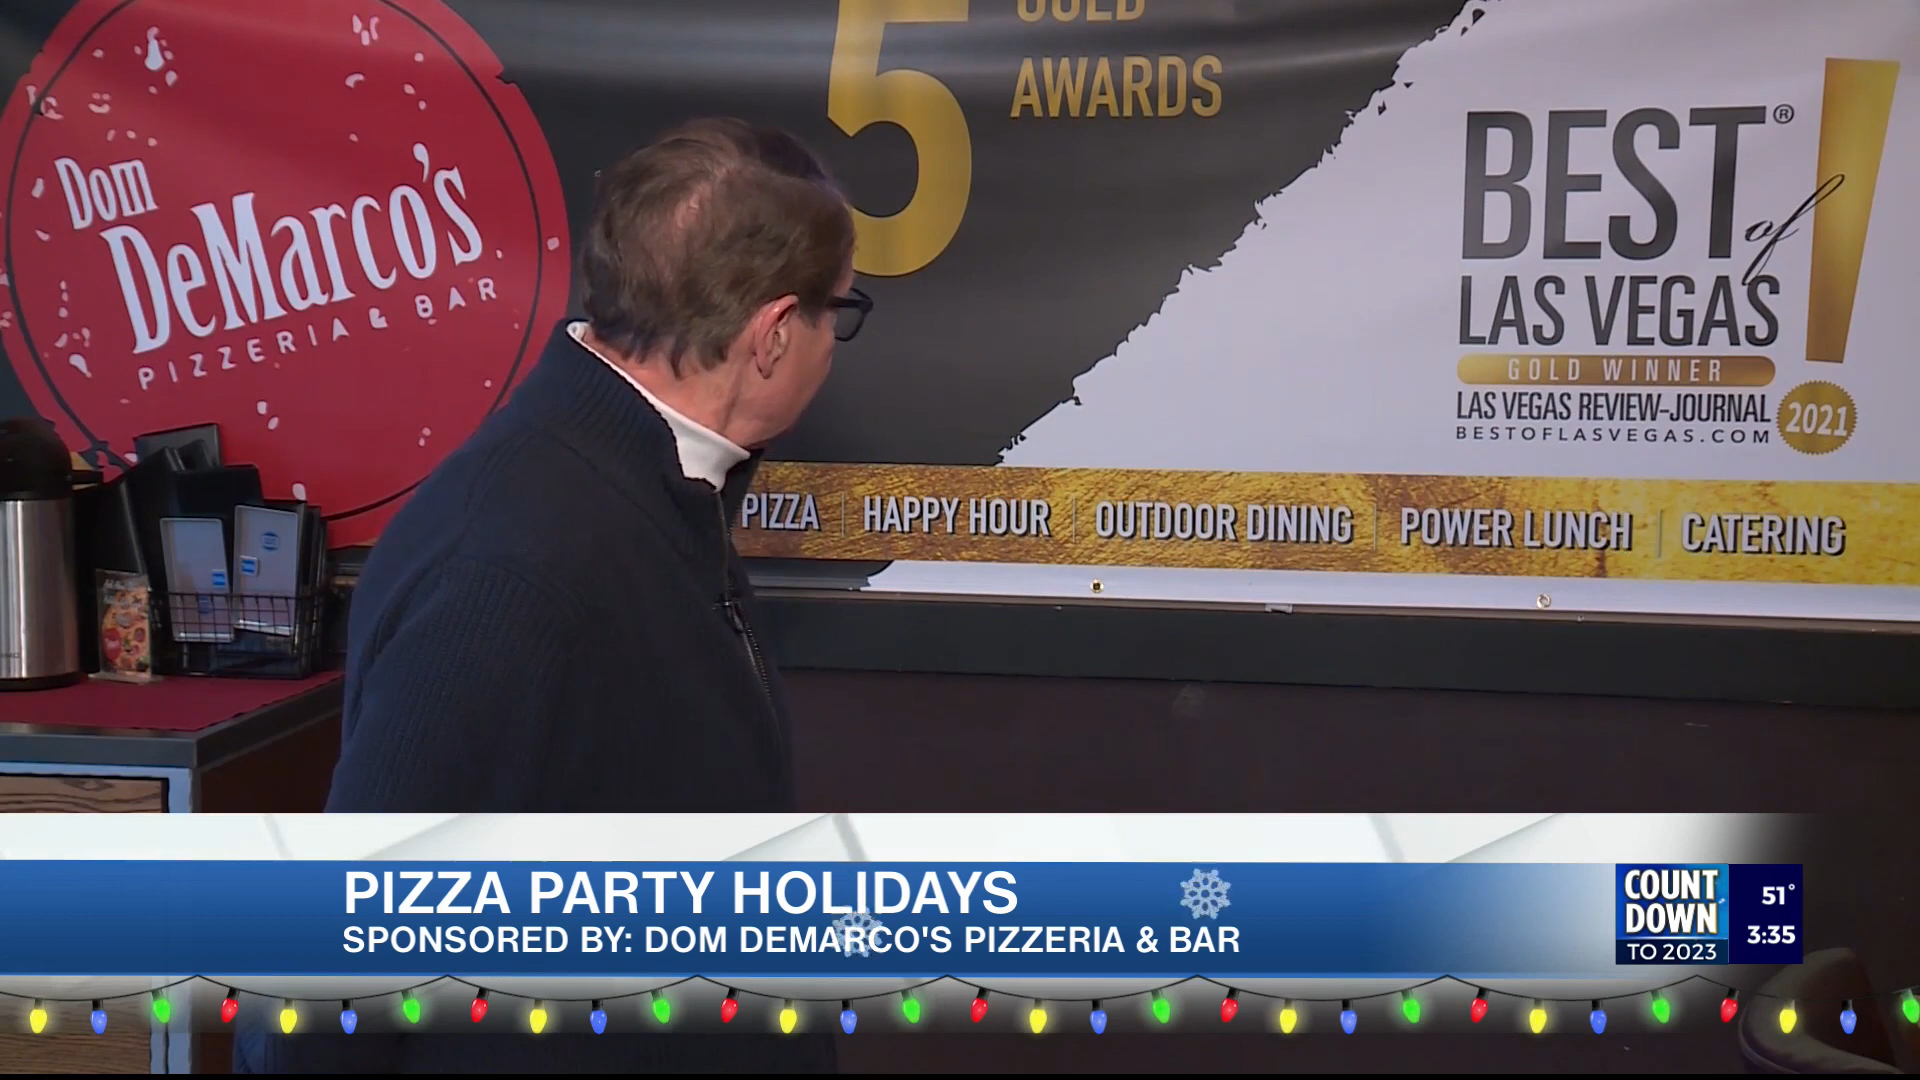 Dom
DeMarco's
PIZZERIA & BAR
5
GOLD
AWARDS
BEST®
of
LAS VEGAS
GOLD WINNER
LAS VEGAS REVIEW-JOURNAL
BESTOFLASVEGAS.COM
2021
PIZZA | HAPPY HOUR | OUTDOOR DINING | POWER LUNCH | CATERING
PIZZA PARTY HOLIDAYS
SPONSORED BY: DOM DEMARCO'S PIZZERIA & BAR
COUNT
DOWN
TO 2023
51°
3:35